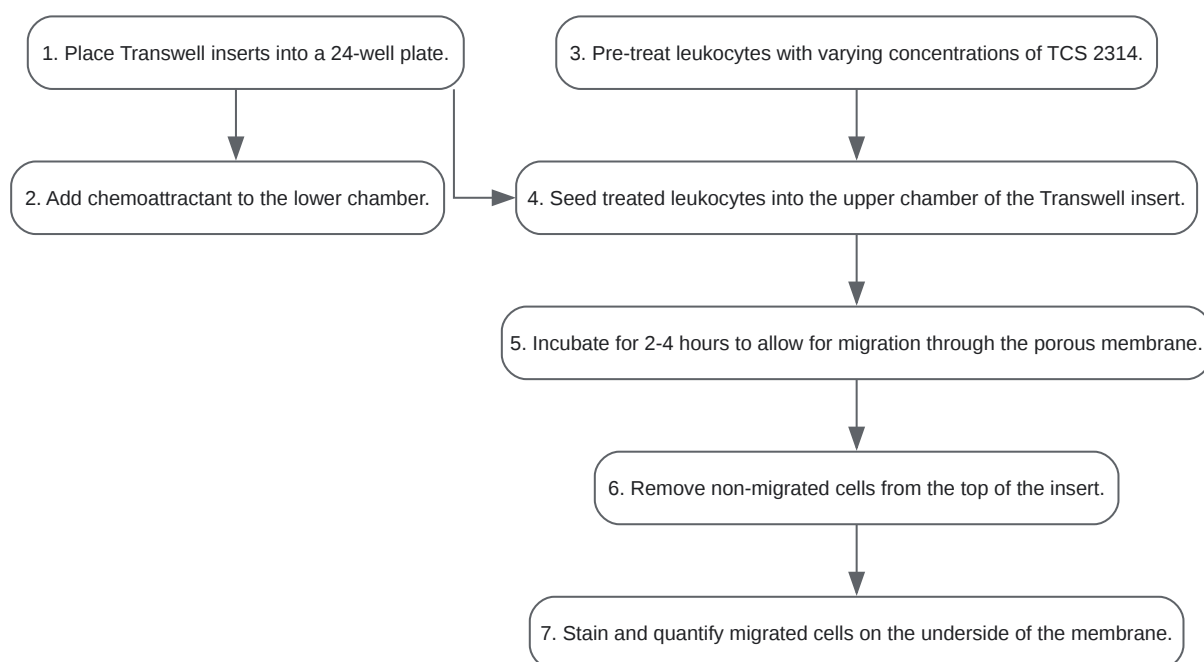 1. Place Transwell inserts into a 24-well plate.
3. Pre-treat leukocytes with varying concentrations of TCS 2314.
2. Add chemoattractant to the lower chamber.
4. Seed treated leukocytes into the upper chamber of the Transwell insert.
5. Incubate for 2-4 hours to allow for migration through the porous membrane.
6. Remove non-migrated cells from the top of the insert.
7. Stain and quantify migrated cells on the underside of the membrane.